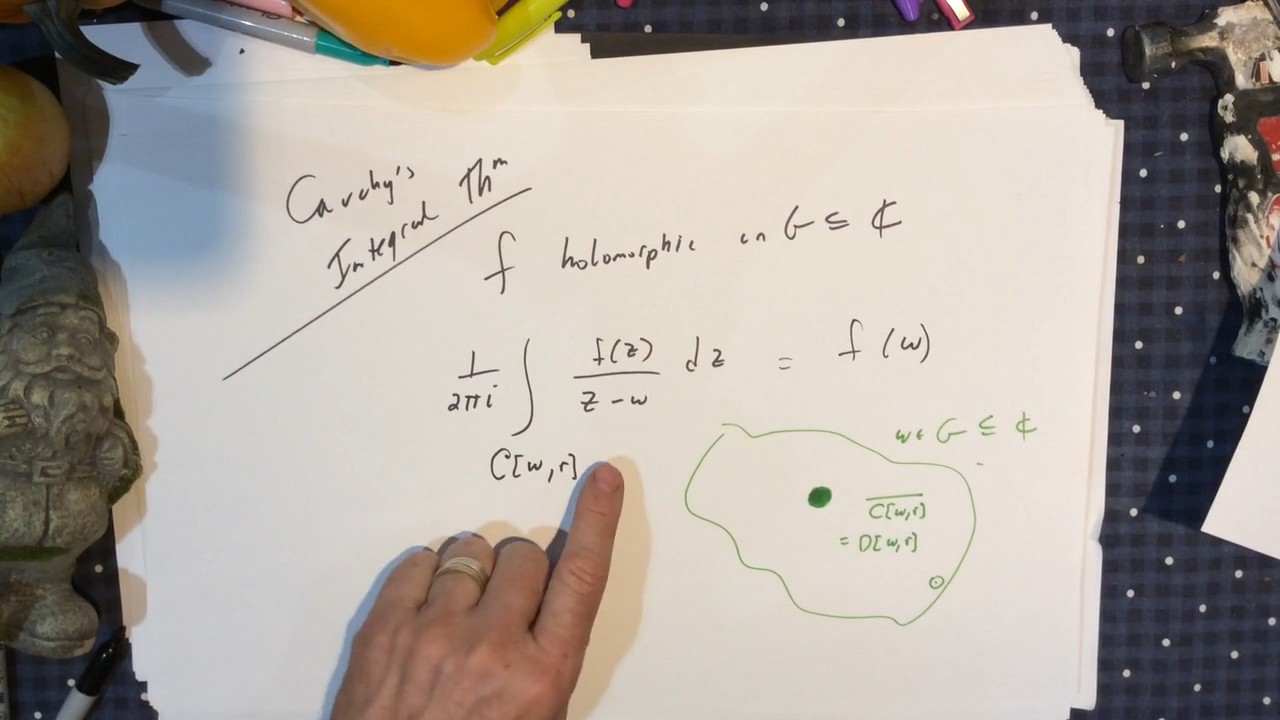 Cauchy's
Integral Thᵐ
f holomorphic on G ⊆ ℂ
1/2πi ∫ f(z)/z-w dz = f(w)
C[w,r]
w ∈ G ⊆ ℂ
C̅[̅w̅,̅r̅]̅
= D[w,r]